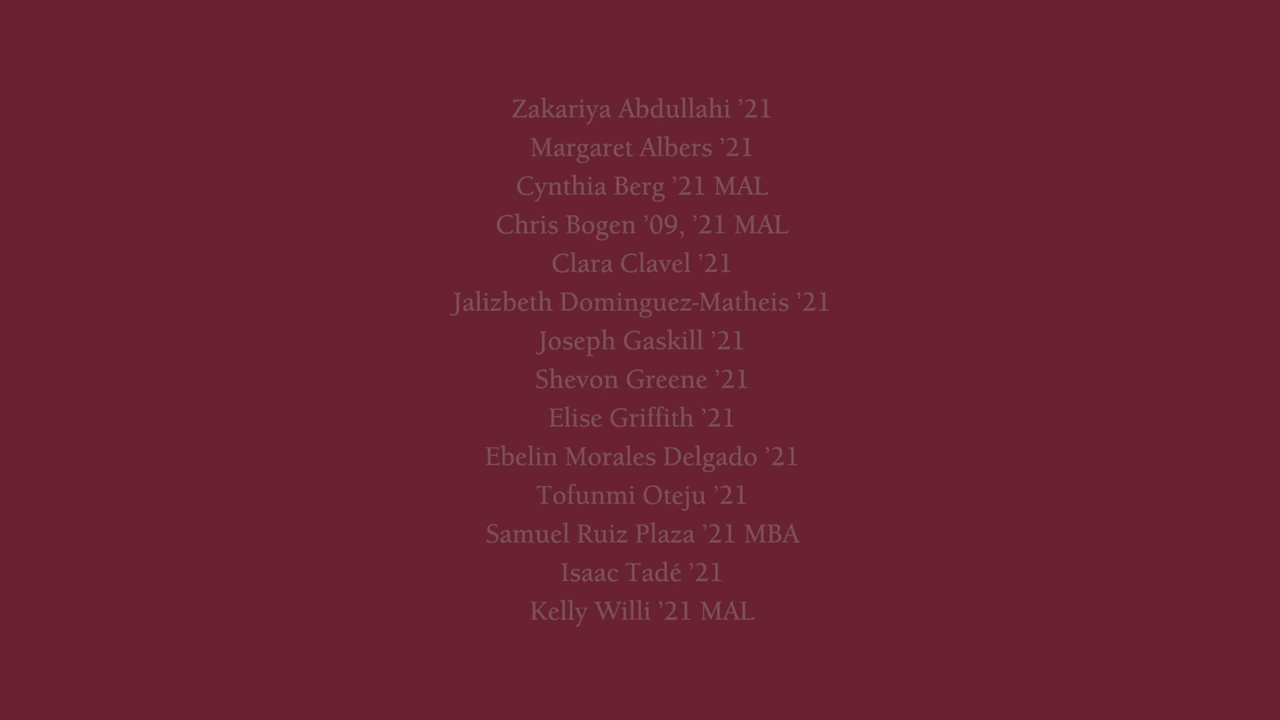 Zakariya Abdullahi ’21
Margaret Albers ’21
Cynthia Berg ’21 MAL
Chris Bogen ’09, ’21 MAL
Clara Clavel ’21
Jalizbeth Dominguez-Matheis ’21
Joseph Gaskill ’21
Shevon Greene ’21
Elise Griffith ’21
Ebelin Morales Delgado ’21
Tofunmi Oteju ’21
Samuel Ruiz Plaza ’21 MBA
Isaac Tadé ’21
Kelly Willi ’21 MAL